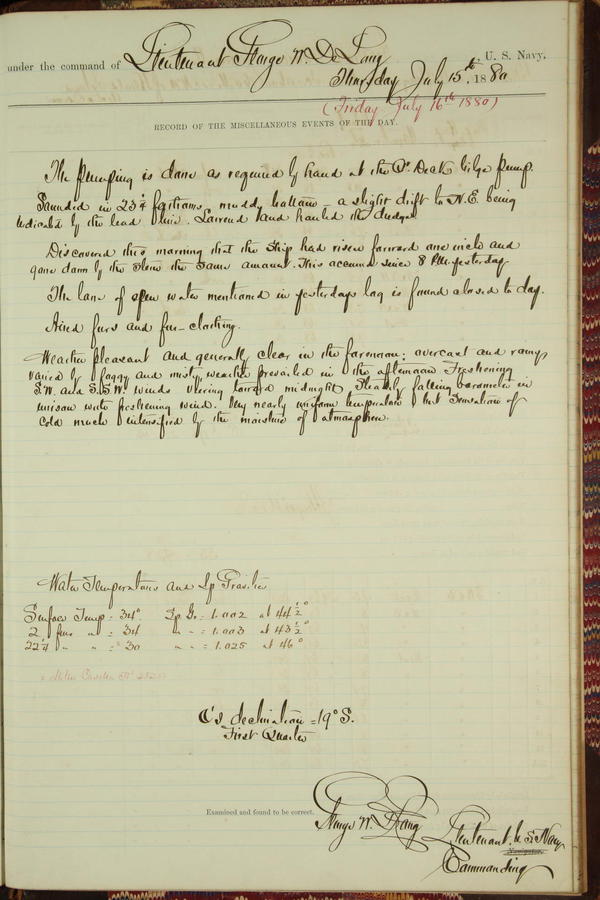 under the command of Lieutenant George W. De Long, U. S. Navy.
Thursday July 15th, 1880
(Friday July 16th 1880)
RECORD OF THE MISCELLANEOUS EVENTS OF THE DAY.
The pumping is done as required by hand at the Qr. Deck bilge pump.
Sounded in 23¼ fathoms, muddy bottom - a slight drift to N.E. being
indicated by the lead line. Lowered and hauled the dredge
Discovered this morning that the Ship had risen forward one inch and
gone down by the Stern the same amount. This occurred since 8 P.M. yesterday
The lane of open water mentioned in yesterdays log is found closed to day.
Aired furs and fur-clothing.
Weather pleasant and generally clear in the forenoon; overcast and rainy
varied by foggy and misty weather prevailed in the afternoon. Freshening
S.W. and S.S.W. winds veering toward midnight. Steadily falling barometer in
unison with freshening wind. Very nearly uniform temperature but Sensation of
cold much intensified by the moisture of atmosphere.
Water Temperatures and Sp Gravities
Surface Temp = 34° Sp Gr = 1.002 at 44½°
2 fms " = 34 " " = 1.003 at 43½°
22¼ " " = 30 " " = 1.025 at 46°
☾'s declination = 19° S.
First Quarter
Examined and found to be correct.
George W. De Long Lieutenant U.S. Navy
Navigator.
Commanding